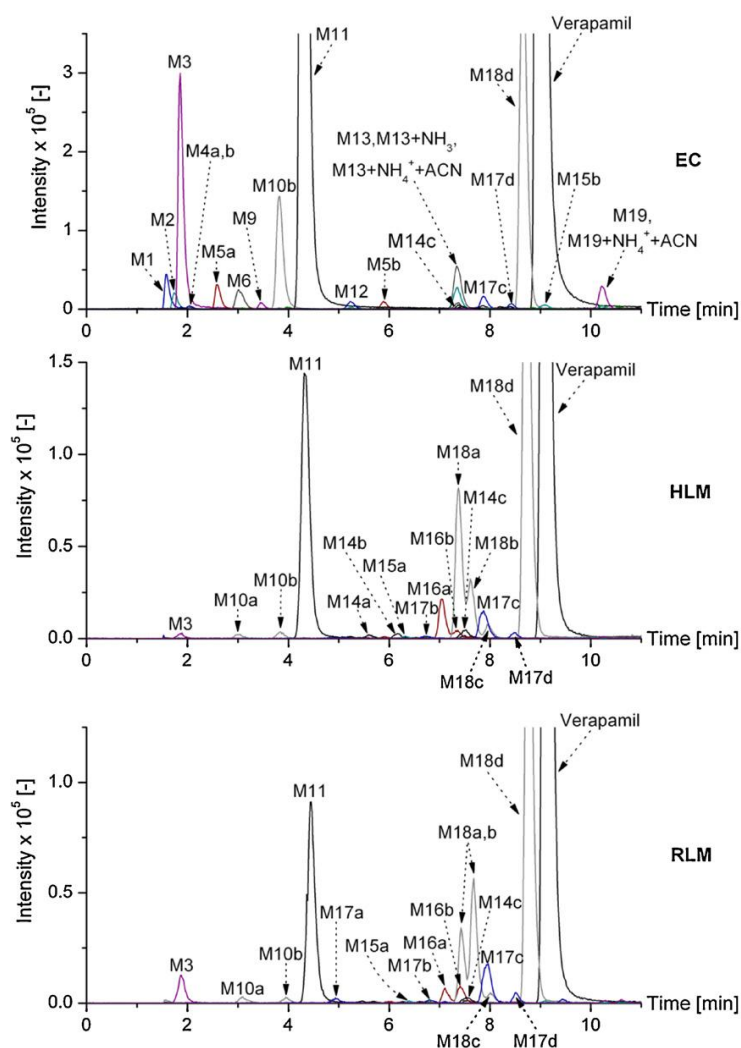 M11
Verapamil
3
M3
M18d
M4a,b
M13,M13+NH₃,
M13+NH₄⁺+ACN
EC
2
M10b
M17d
M15b
M19,
M19+NH₄⁺+ACN
M2
M9
M14c
1
M1
M5a
M6
M12
M5b
M17c
0
Time [min]
2
4
6
8
10
Intensity x 10⁵ [-]
1.5
M11
M18d
Verapamil
M18a
HLM
1.0
M14c
M14b
M16b
M18b
0.5
M15a
M16a
M3
M10a
M10b
M14a
M17b
M17c
0.0
Time [min]
0
2
4
6
8
10
M18c
M17d
Intensity x 10⁵ [-]
Verapamil
M18d
1.0
M11
M18a,b
RLM
M14c
0.5
M17a
M16b
M3
M10b
M15a
M16a
M17c
M10a
M17b
0.0
Time [min]
0
2
4
6
8
10
M18c
M17d
Intensity x 10⁵ [-]